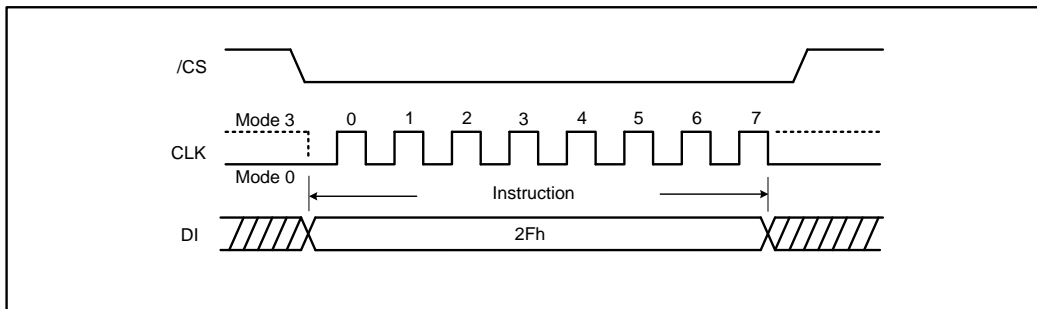 /CS
Mode 3 0 1 2 3 4 5 6 7
CLK
Mode 0
Instruction
DI 2Fh